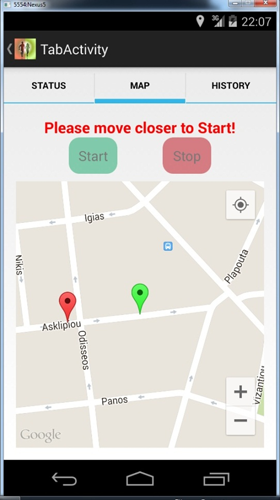 5554:Nexus5
22:07
TabActivity
STATUS
MAP
HISTORY
Please move closer to Start!
Start
Stop
Igias
Nikis
Plapouta
Asklipiou
Odisseos
Panos
Vizantiou
Google